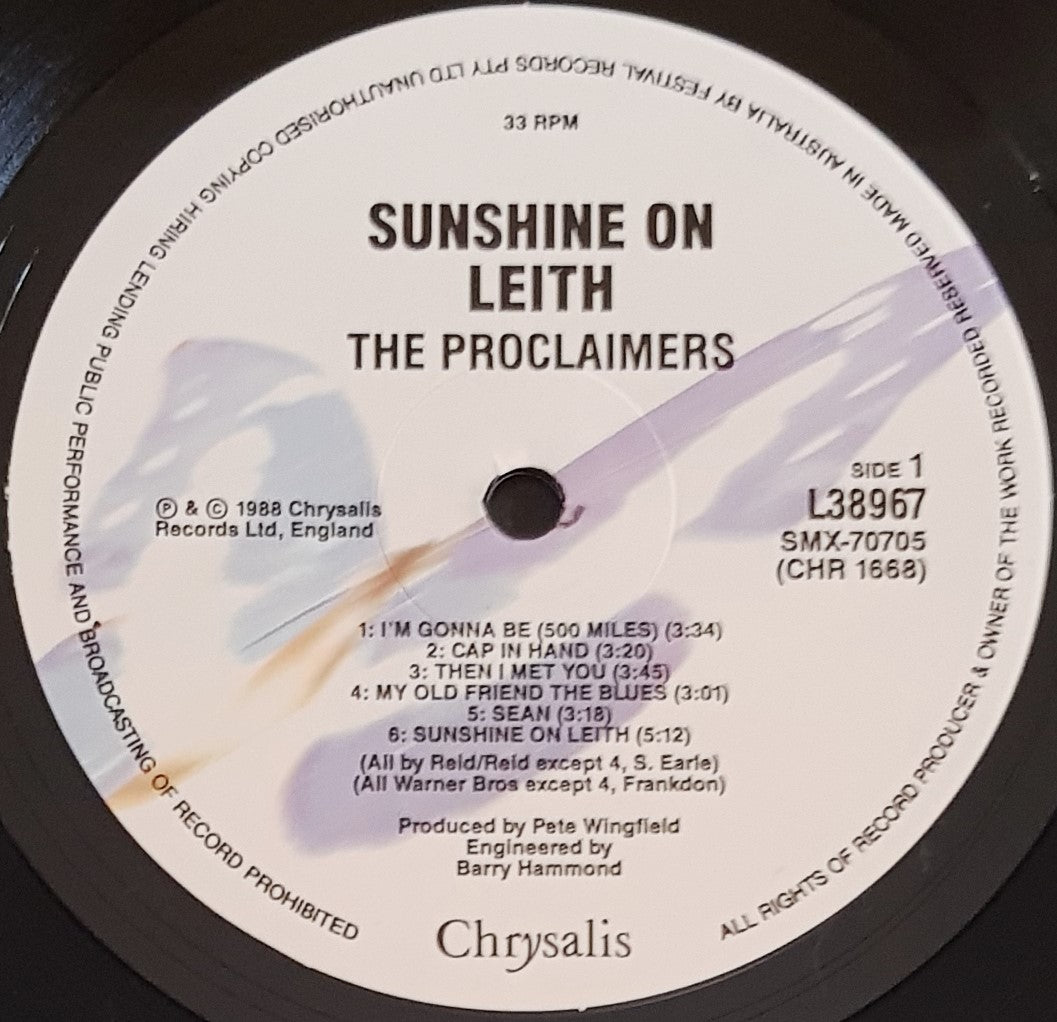 33 RPM
SUNSHINE ON
LEITH
THE PROCLAIMERS
℗ & © 1988 Chrysalis
Records Ltd, England
SIDE 1
L38967
SMX-70705
(CHR 1668)
1: I'M GONNA BE (500 MILES) (3:34)
2: CAP IN HAND (3:20)
3: THEN I MET YOU (3:45)
4: MY OLD FRIEND THE BLUES (3:01)
5: SEAN (3:18)
6: SUNSHINE ON LEITH (5:12)
(All by Reid/Reid except 4, S. Earle)
(All Warner Bros except 4, Frankdon)
Produced by Pete Wingfield
Engineered by
Barry Hammond
Chrysalis
ALL RIGHTS OF RECORD PRODUCER & OWNER OF THE WORK RECORDED RESERVED MADE IN AUSTRALIA BY FESTIVAL RECORDS PTY LTD UNAUTHORISED COPYING HIRING LENDING PUBLIC PERFORMANCE AND BROADCASTING OF RECORD PROHIBITED